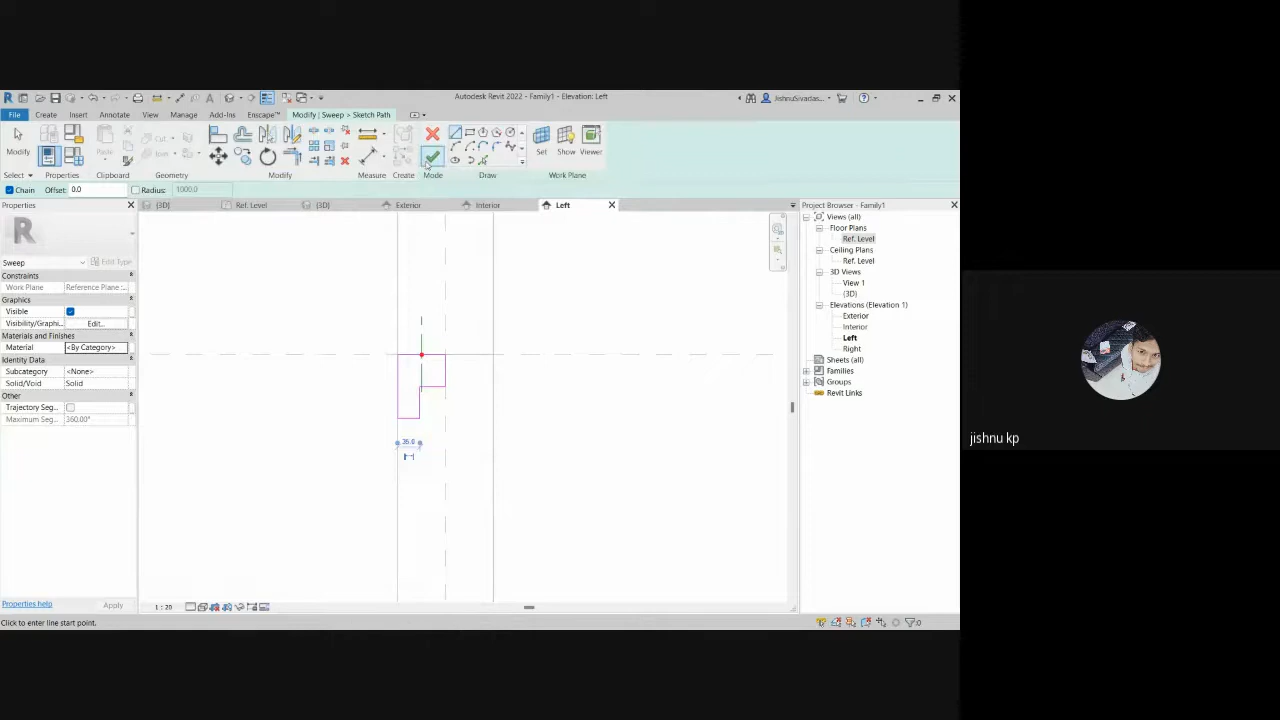 Autodesk Revit 2022 - Family1 - Elevation: Left
JishnuSivadas...
File Create Insert Annotate View Manage Add-Ins Enscape™ Modify | Sweep > Sketch Path
Modify
Paste
Cut
Join
Set Show Viewer
Select Properties Clipboard Geometry Modify Measure Create Mode Draw Work Plane
Chain Offset: 0.0 Radius: 1000.0
Properties
{3D} Ref. Level {3D} Exterior Interior Left
Project Browser - Family1
Sweep Edit Type
Constraints
Work Plane Reference Plane :...
Graphics
Visible
Visibility/Graphi... Edit...
Materials and Finishes
Material <By Category>
Identity Data
Subcategory <None>
Solid/Void Solid
Other
Trajectory Seg...
Maximum Seg... 360.00°
Properties help Apply
Views (all)
Floor Plans
Ref. Level
Ceiling Plans
Ref. Level
3D Views
View 1
{3D}
Elevations (Elevation 1)
Exterior
Interior
Left
Right
Sheets (all)
Families
Groups
Revit Links
1 : 20
Click to enter line start point.
:0
jishnu kp